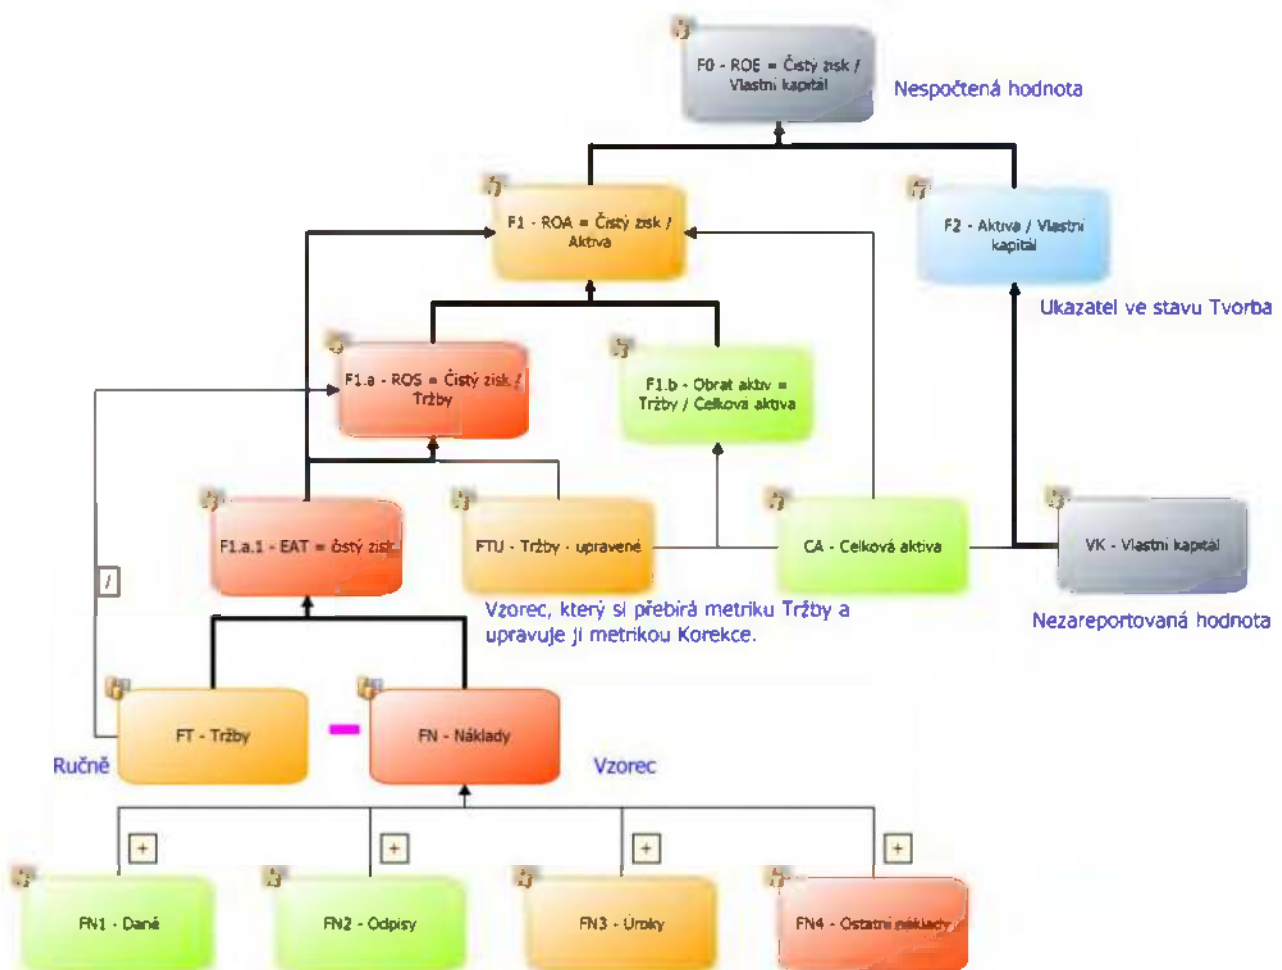 F0 - ROE = Čistý zisk /
Vlastní kapitál
Nespočtená hodnota
F1 - ROA = Čistý zisk /
Aktiva
F2 - Aktiva / Vlastní
kapitál
Ukazatel ve stavu Tvorba
F1.a - ROS = Čistý zisk /
Tržby
F1.b - Obrat aktiv =
Tržby / Celková aktiva
F1.a.1 - EAT = čistý zisk
FTU - Tržby - upravené
CA - Celková aktiva
VK - Vlastní kapitál
/
Vzorec, který si přebírá metriku Tržby a
upravuje ji metrikou Korekce.
Nezareportovaná hodnota
FT - Tržby
FN - Náklady
Ručně
Vzorec
+
+
+
+
FN1 - Daně
FN2 - Odpisy
FN3 - Úroky
FN4 - Ostatní náklady